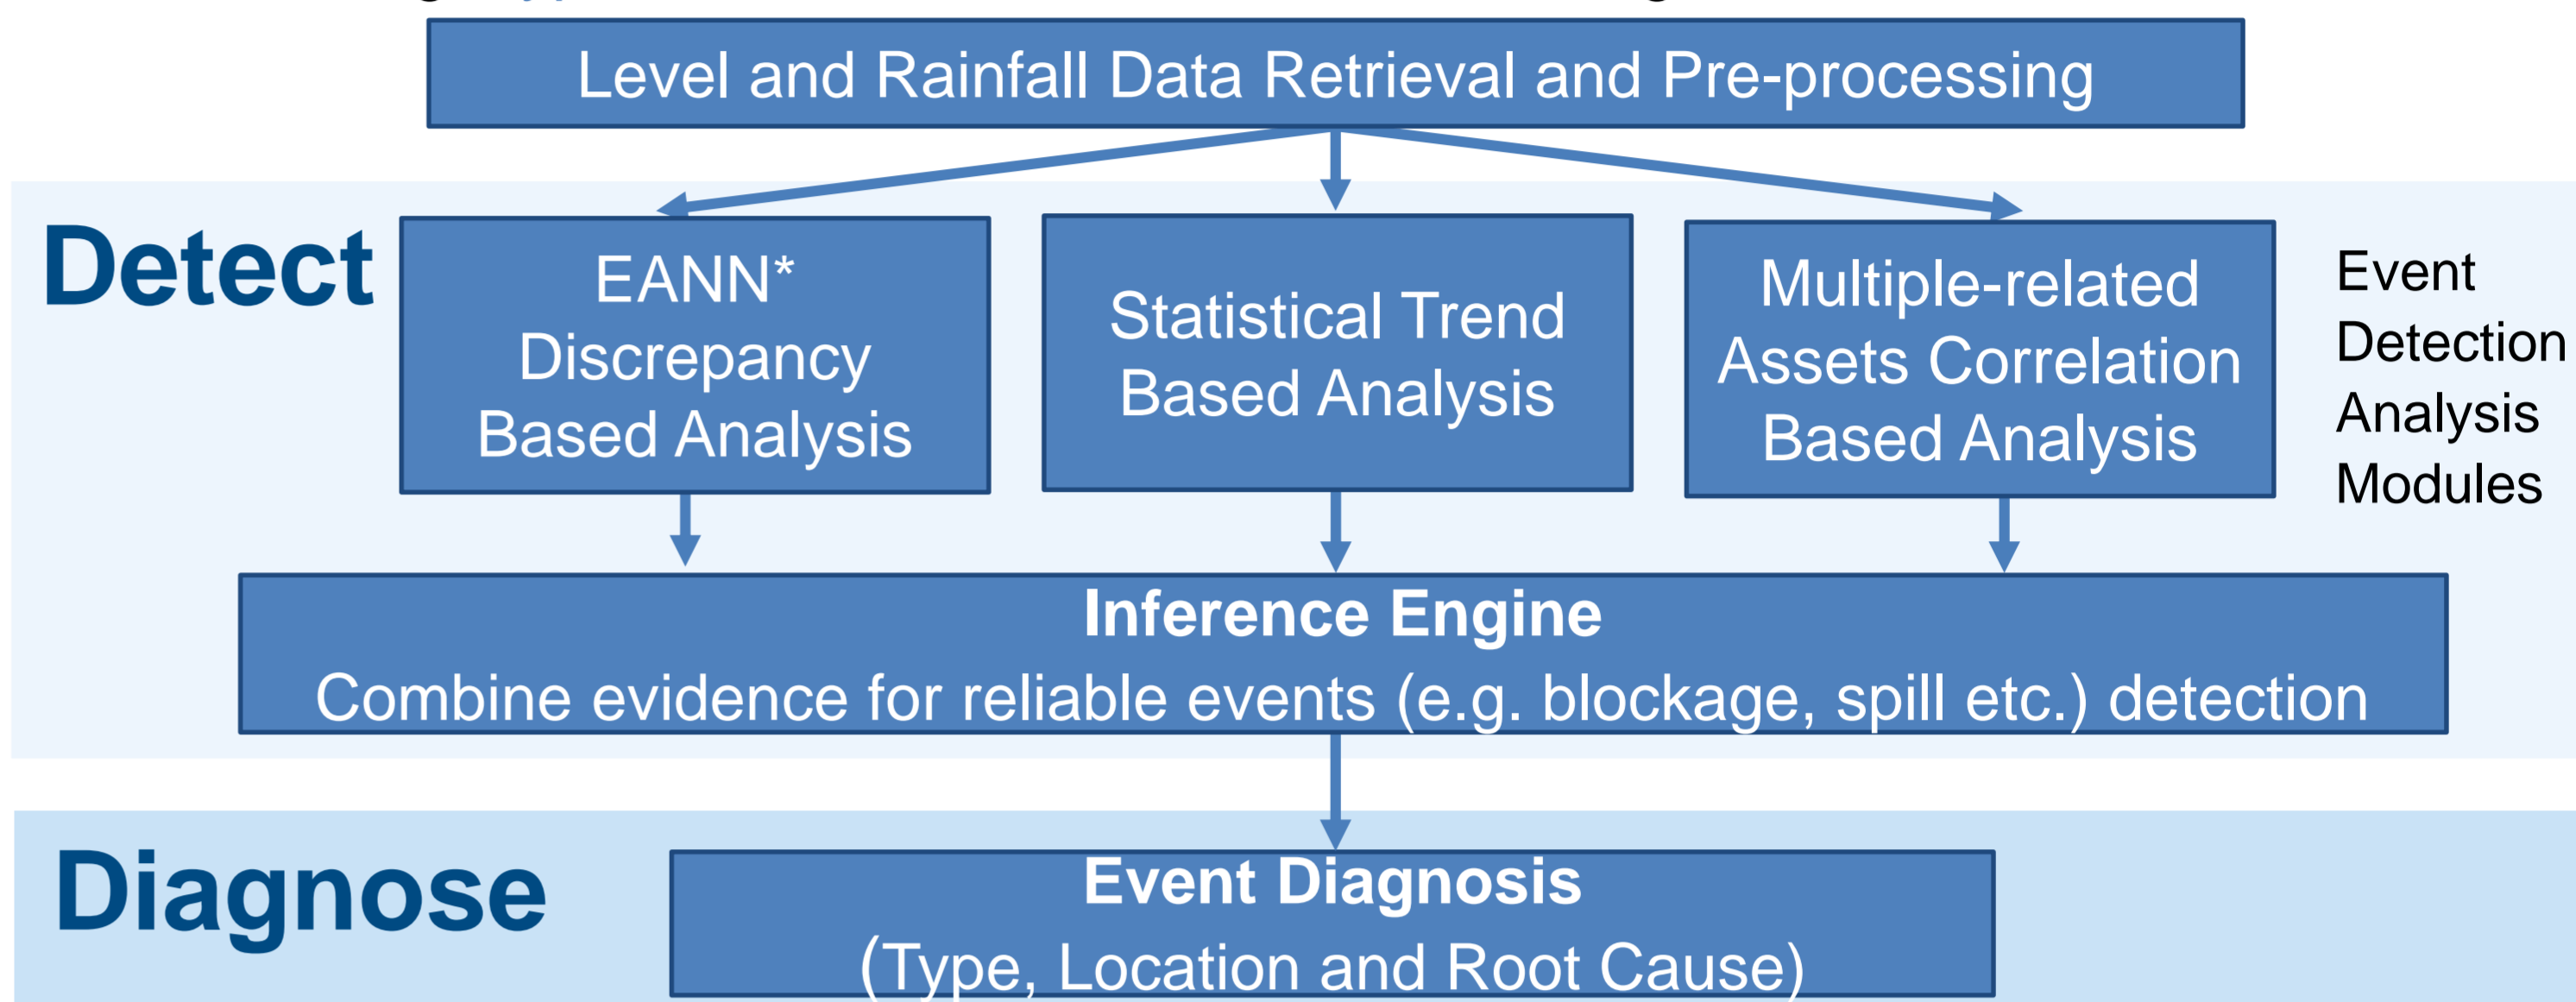 Level and Rainfall Data Retrieval and Pre-processing
Detect
EANN*
Discrepancy
Based Analysis
Statistical Trend
Based Analysis
Multiple-related
Assets Correlation
Based Analysis
Event
Detection
Analysis
Modules
Inference Engine
Combine evidence for reliable events (e.g. blockage, spill etc.) detection
Diagnose
Event Diagnosis
(Type, Location and Root Cause)